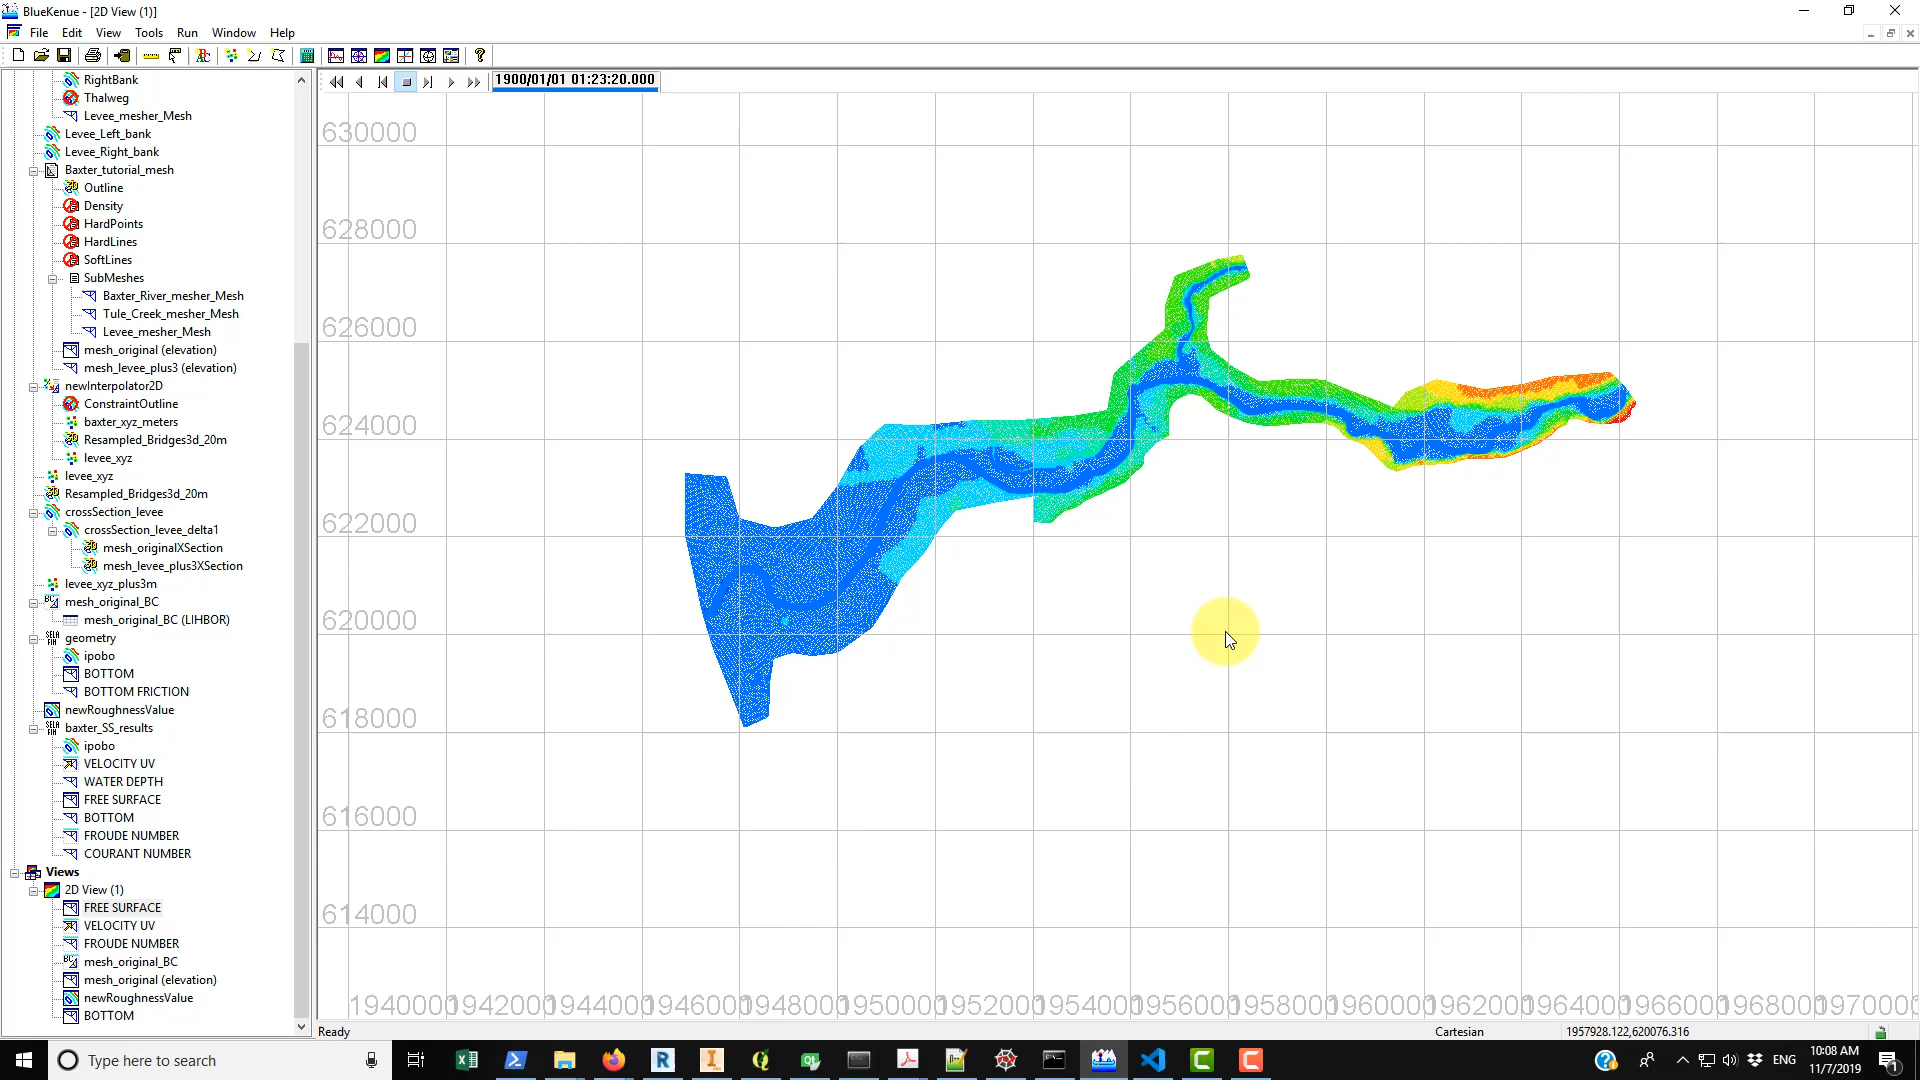 BlueKenue - [2D View (1)]
File Edit View Tools Run Window Help
1900/01/01 01:23:20.000
RightBank
Thalweg
Levee_mesher_Mesh
Levee_Left_bank
Levee_Right_bank
Baxter_tutorial_mesh
Outline
Density
HardPoints
HardLines
SoftLines
SubMeshes
Baxter_River_mesher_Mesh
Tule_Creek_mesher_Mesh
Levee_mesher_Mesh
mesh_original (elevation)
mesh_levee_plus3 (elevation)
newInterpolator2D
ConstraintOutline
baxter_xyz_meters
Resampled_Bridges3d_20m
levee_xyz
levee_xyz
Resampled_Bridges3d_20m
crossSection_levee
crossSection_levee_delta1
mesh_originalXSection
mesh_levee_plus3XSection
levee_xyz_plus3m
mesh_original_BC
mesh_original_BC (LIHBOR)
geometry
ipobo
BOTTOM
BOTTOM FRICTION
newRoughnessValue
baxter_SS_results
ipobo
VELOCITY UV
WATER DEPTH
FREE SURFACE
BOTTOM
FROUDE NUMBER
COURANT NUMBER
Views
2D View (1)
FREE SURFACE
VELOCITY UV
FROUDE NUMBER
mesh_original_BC
mesh_original (elevation)
newRoughnessValue
BOTTOM
630000
628000
626000
624000
622000
620000
618000
616000
614000
1940000 1942000 1944000 1946000 1948000 1950000 1952000 1954000 1956000 1958000 1960000 1962000 1964000 1966000 1968000 1970000
Ready Cartesian 1957928.122,620076.316
Type here to search
ENG
10:08 AM
11/7/2019